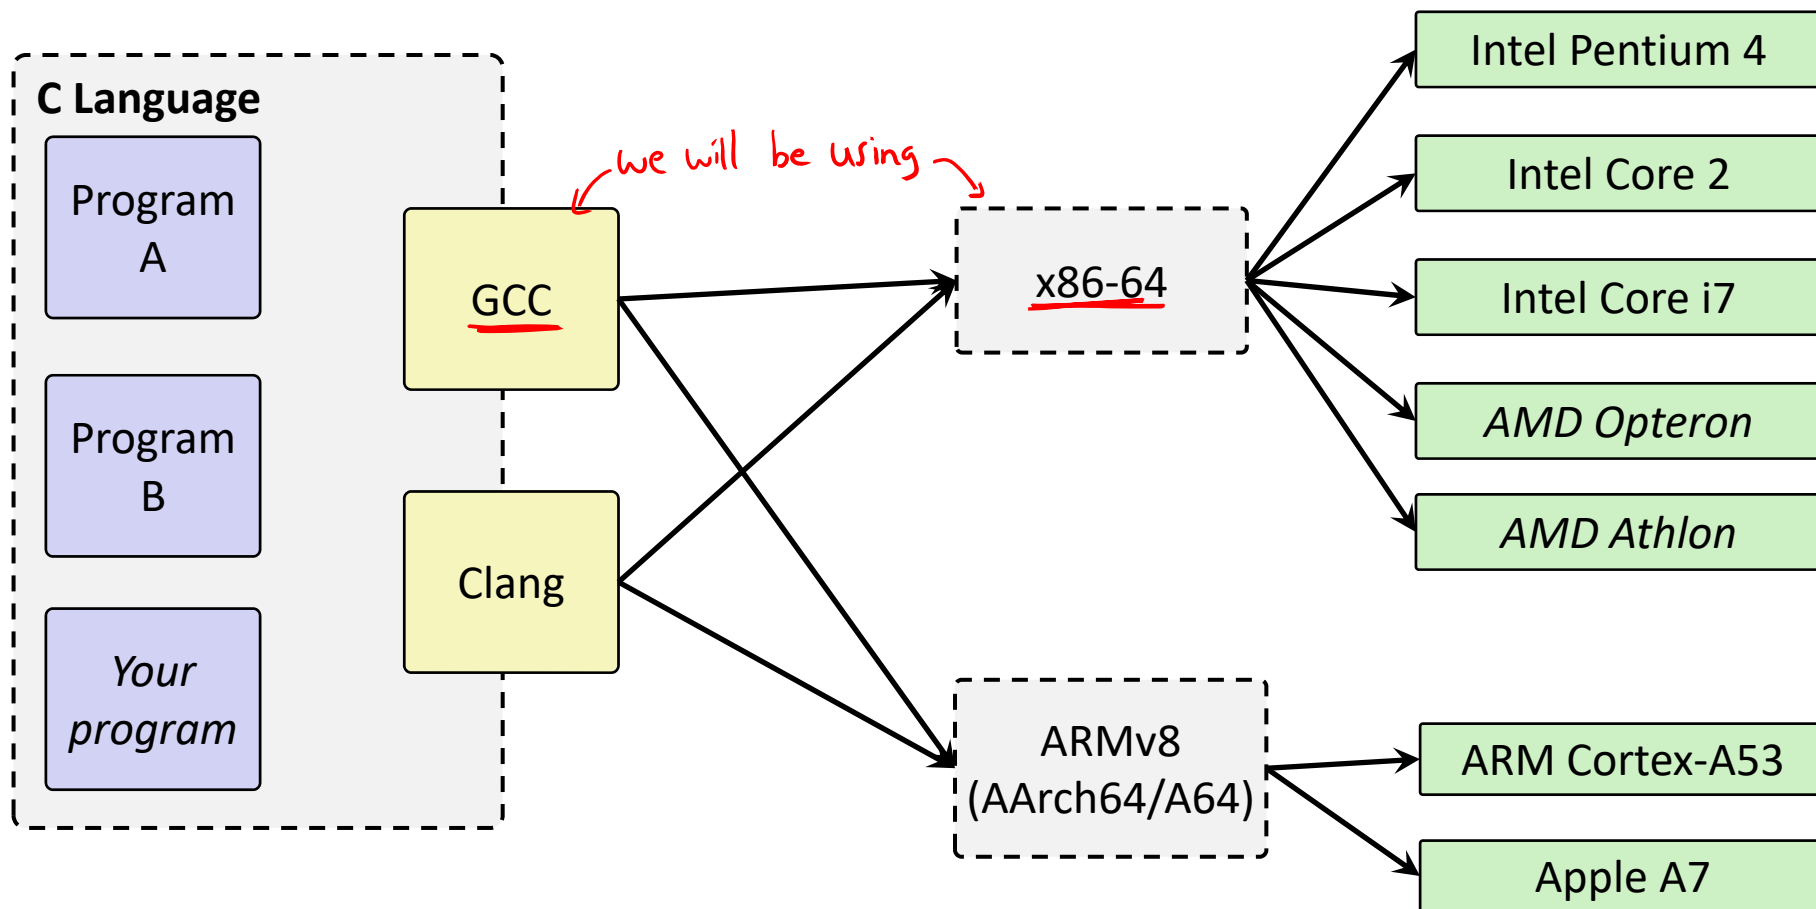 C Language
Program
A
Program
B
Your
program
we will be using
GCC
Clang
x86-64
ARMv8
(AArch64/A64)
Intel Pentium 4
Intel Core 2
Intel Core i7
AMD Opteron
AMD Athlon
ARM Cortex-A53
Apple A7